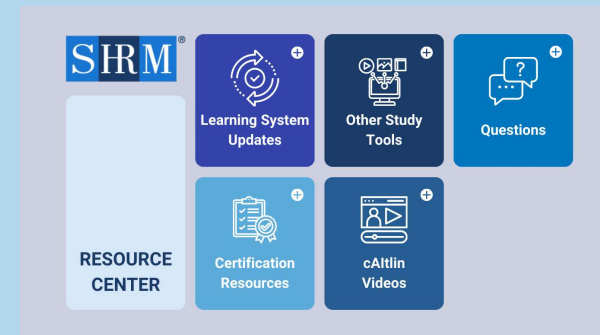 SHRM®
RESOURCE
CENTER
Learning System
Updates
Other Study
Tools
?
Questions
Certification
Resources
cAItlin
Videos